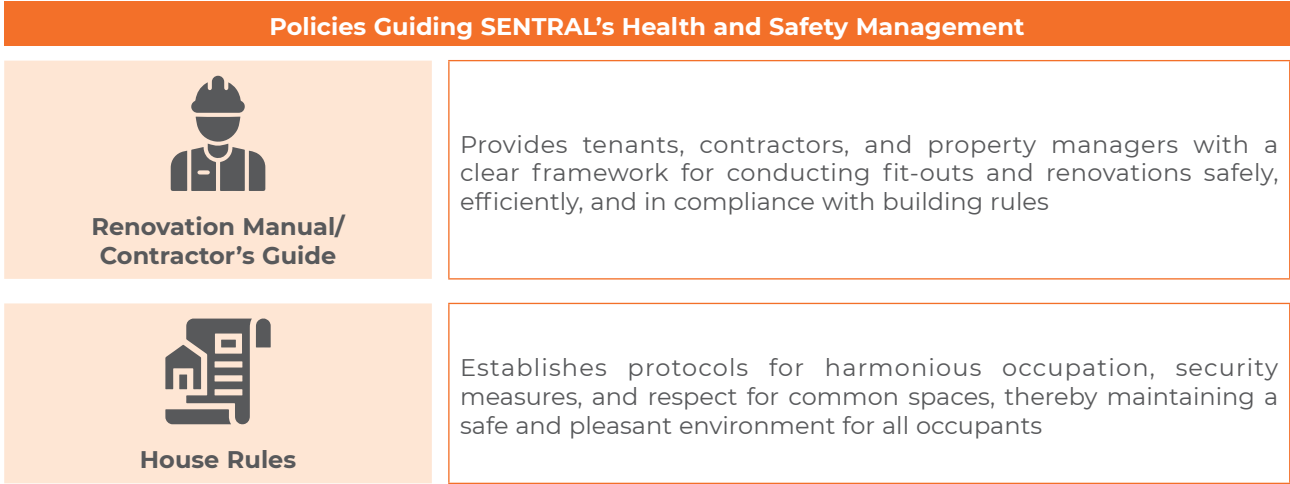 Policies Guiding SENTRAL’s Health and Safety Management
Renovation Manual/
Contractor’s Guide
Provides tenants, contractors, and property managers with a
clear framework for conducting fit-outs and renovations safely,
efficiently, and in compliance with building rules
House Rules
Establishes protocols for harmonious occupation, security
measures, and respect for common spaces, thereby maintaining a
safe and pleasant environment for all occupants